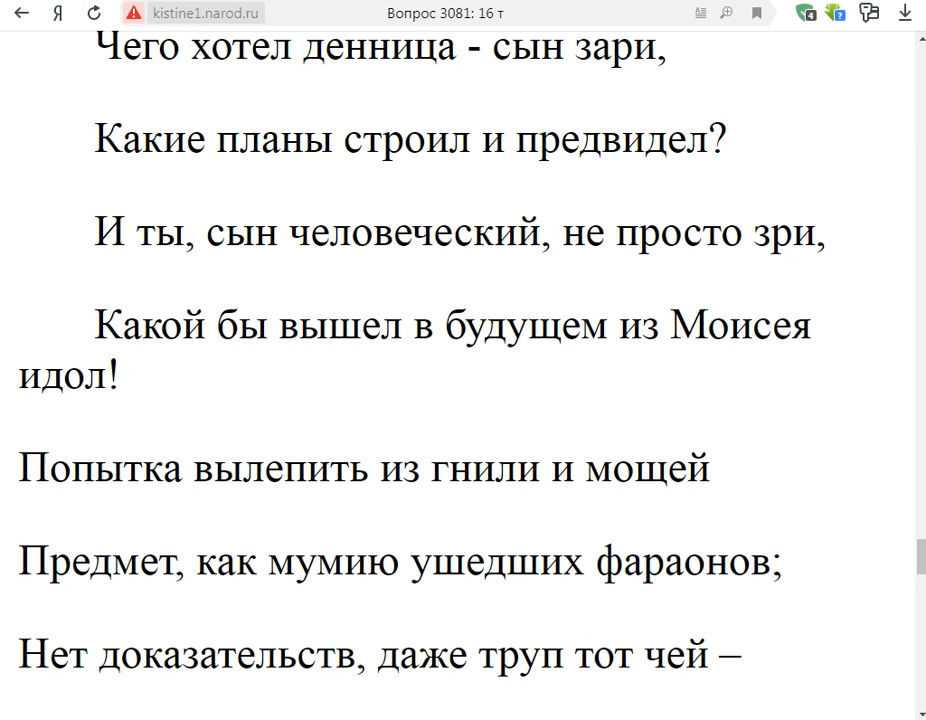 Я kistine1.narod.ru Вопрос 3081: 16 т 4 ?
Чего хотел денница - сын зари,
Какие планы строил и предвидел?
И ты, сын человеческий, не просто зри,
Какой бы вышел в будущем из Моисея
идол!
Попытка вылепить из гнили и мощей
Предмет, как мумию ушедших фараонов;
Нет доказательств, даже труп тот чей –